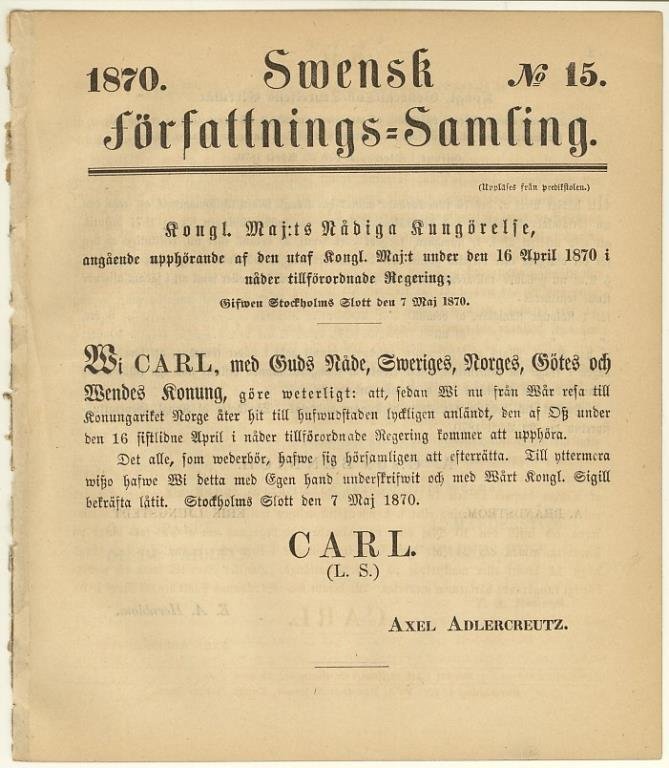 1870. Swensk № 15.
Författnings-Samling.
(Uppläses från predikstolen.)
Kongl. Maj:ts Nådiga Kungörelse,
angående upphörande af den utaf Kongl. Maj:t under den 16 April 1870 i
nåder tillförordnade Regering;
Gifwen Stockholms Slott den 7 Maj 1870.
Wi CARL, med Guds Nåde, Sweriges, Norges, Götes och
Wendes Konung, göre weterligt: att, sedan Wi nu från Wår resa till
Konungariket Norge åter hit till hufwudstaden lyckligen anländt, den af Oß under
den 16 sistlidne April i nåder tillförordnade Regering kommer att upphöra.
Det alle, som wederbör, hafwe sig hörsamligen att efterrätta. Till yttermera
wißo hafwe Wi detta med Egen hand underskrifwit och med Wårt Kongl. Sigill
bekräfta låtit. Stockholms Slott den 7 Maj 1870.
CARL.
(L. S.)
AXEL ADLERCREUTZ.